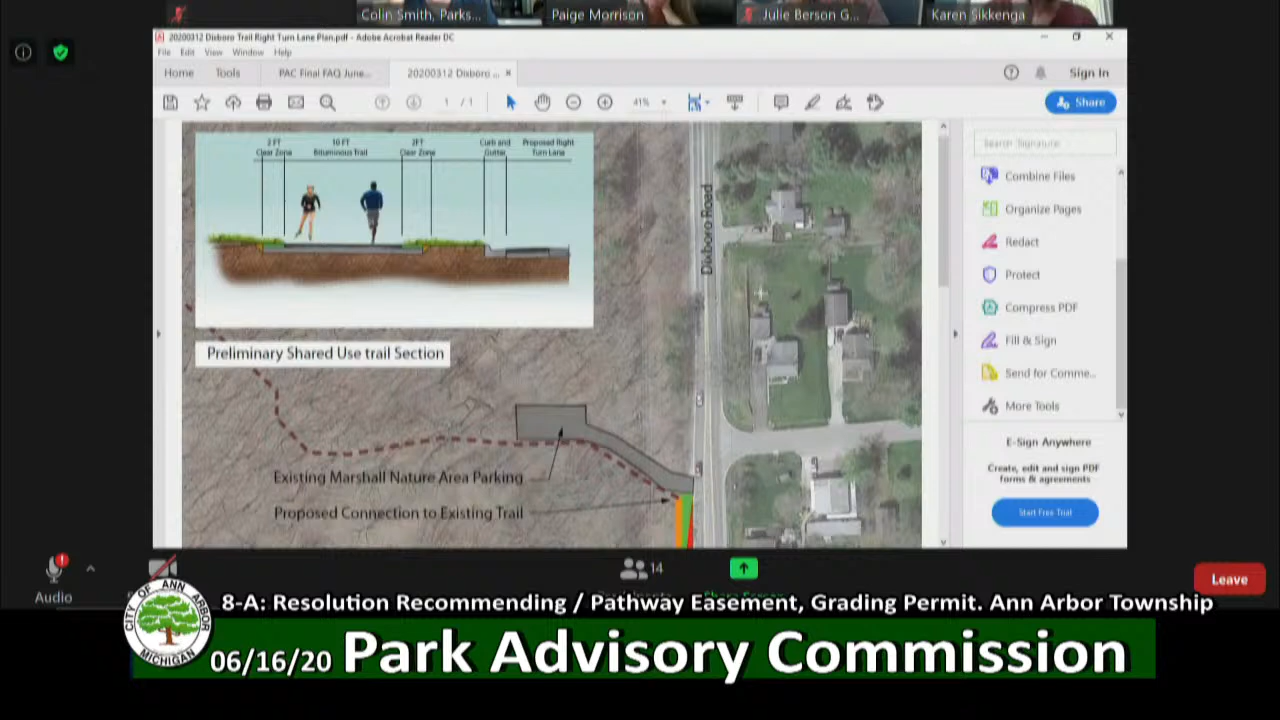 Colin Smith, Parks...
Paige Morrison
Julie Berson G...
Karen Sikkenga
20200312 Dixboro Trail Right Turn Lane Plan.pdf - Adobe Acrobat Reader DC
File Edit View Window Help
Home Tools PAC Final FAQ June... 20200312 Dixboro ... × Sign In
1 / 1 41% Share
2 FT Clear Zone
10 FT Bituminous Trail
2FT Clear Zone
Curb and Gutter
Proposed Right Turn Lane
Preliminary Shared Use trail Section
Dixboro Road
Existing Marshall Nature Area Parking
Proposed Connection to Existing Trail
Combine Files
Organize Pages
Redact
Protect
Compress PDF
Fill & Sign
Send for Comme...
More Tools
E-Sign Anywhere
Create, edit and sign PDF
forms & agreements
Start Free Trial
Audio
14
Leave
CITY OF ANN ARBOR
MICHIGAN
8-A: Resolution Recommending / Pathway Easement, Grading Permit. Ann Arbor Township
06/16/20 Park Advisory Commission